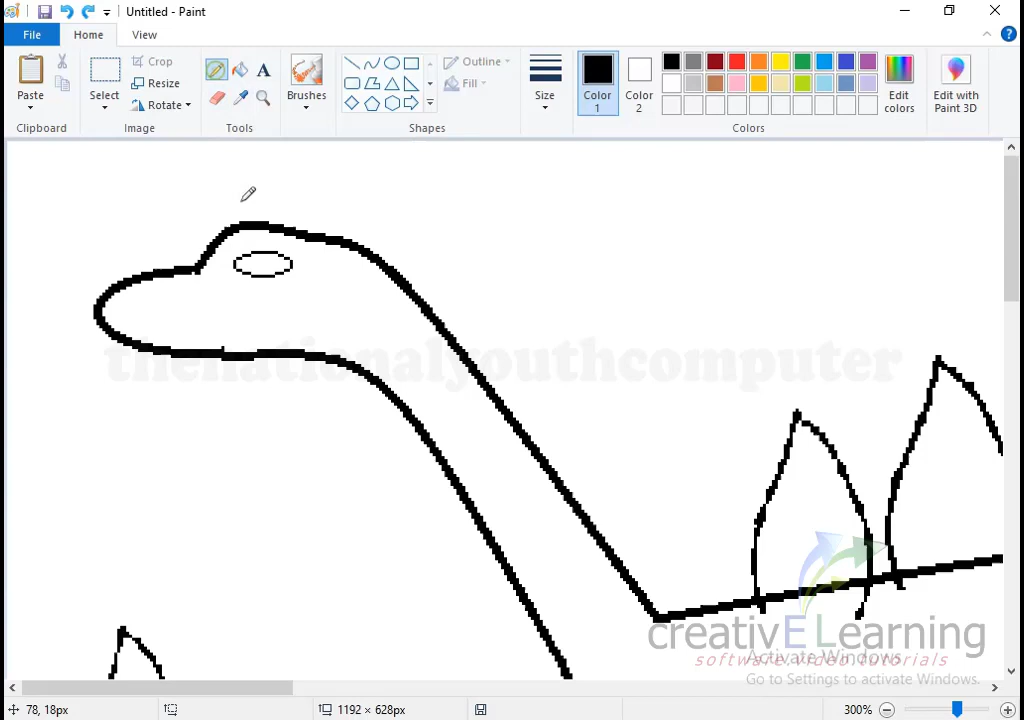 Untitled - Paint
File
Home
View
Paste
Crop
Resize
Select
Rotate
A
Brushes
Outline
Fill
Size
Color 1
Color 2
Edit colors
Edit with Paint 3D
Clipboard
Image
Tools
Shapes
Colors
thenationalyouthcomputer
creativE Learning
software.video.tutorials
Activate Windows
Go to Settings to activate Windows.
78, 18px
1192 × 628px
300%